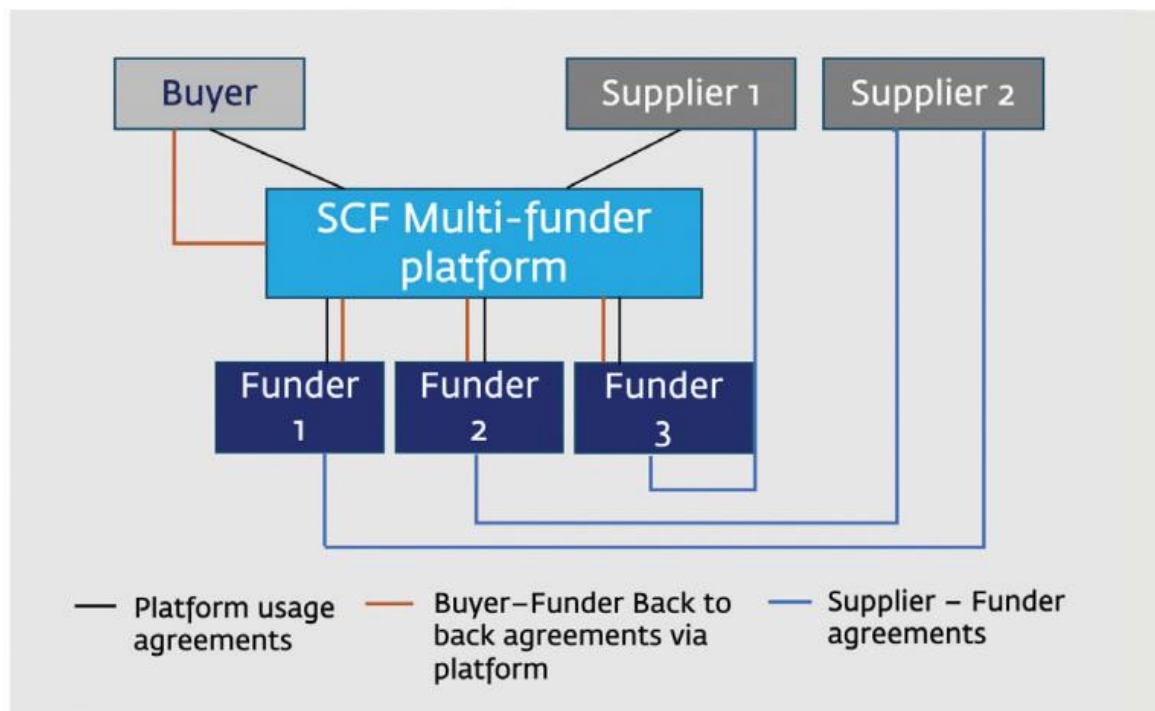 Buyer
Supplier 1
Supplier 2
SCF Multi-funder
platform
Funder
1
Funder
2
Funder
3
Platform usage
agreements
Buyer–Funder Back to
back agreements via
platform
Supplier – Funder
agreements